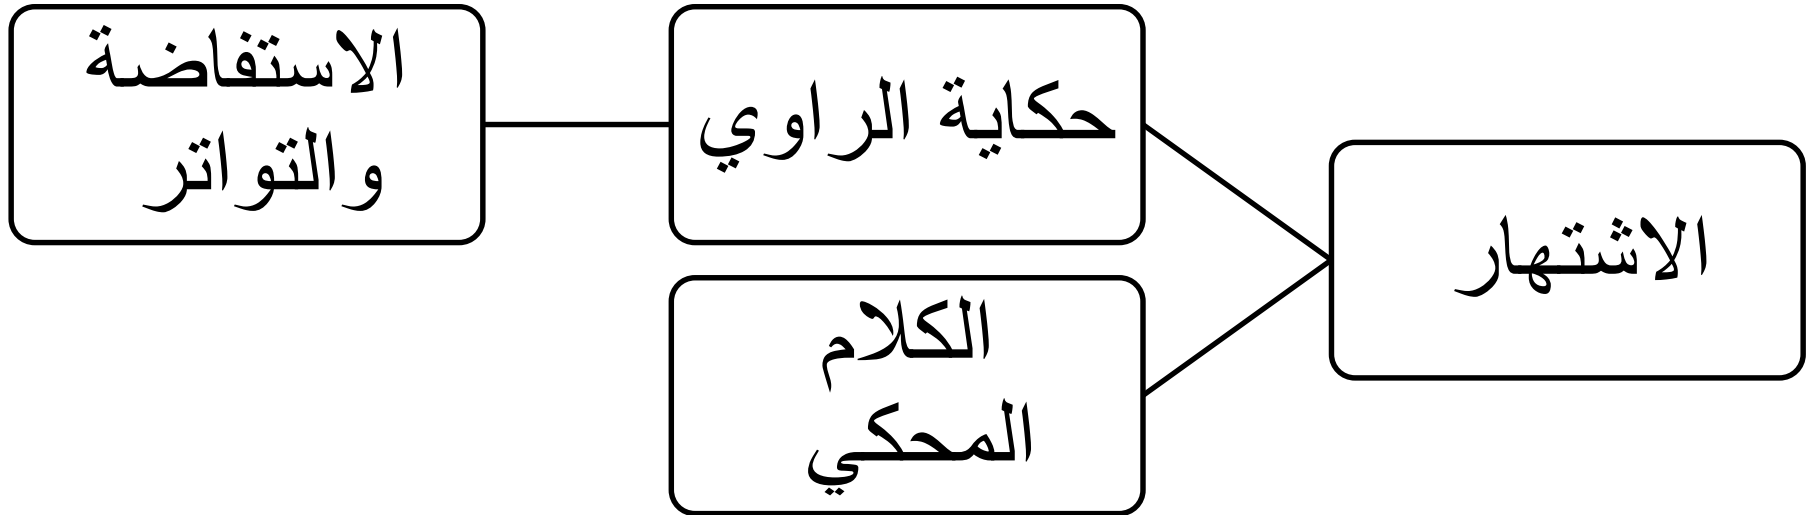 الاشتهار
حكاية الراوي
الاستفاضة
والتواتر
الكلام
المحكي